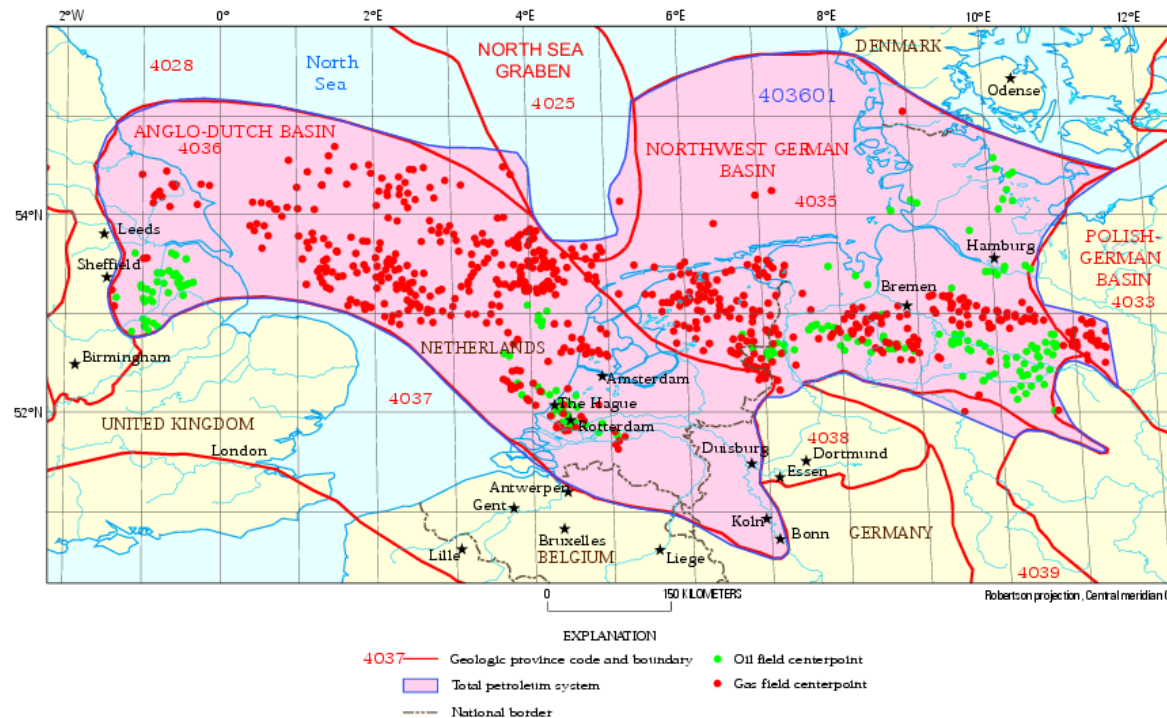 2°W 0° 2°E 4°E 6°E 8°E 10°E 12°E
DENMARK
NORTH SEA
GRABEN
4025
4028
North
Sea
Odense
403601
ANGLO-DUTCH BASIN
4036
NORTHWEST GERMAN
BASIN
4035
54°N
Leeds
Sheffield
Hamburg
POLISH-
GERMAN
BASIN
4033
Bremen
Birmingham
NETHERLANDS
Amsterdam
52°N
4037
The Hague
Rotterdam
UNITED KINGDOM
London
Duisburg
4038
Dortmund
Essen
Antwerpen
Gent
Koln
Bonn
GERMANY
Bruxelles
BELGIUM
Lille
Liege
4039
0 150 KILOMETERS
Robertson projection, Central meridian
EXPLANATION
4037 Geologic province code and boundary
Oil field centerpoint
Total petroleum system
Gas field centerpoint
National border